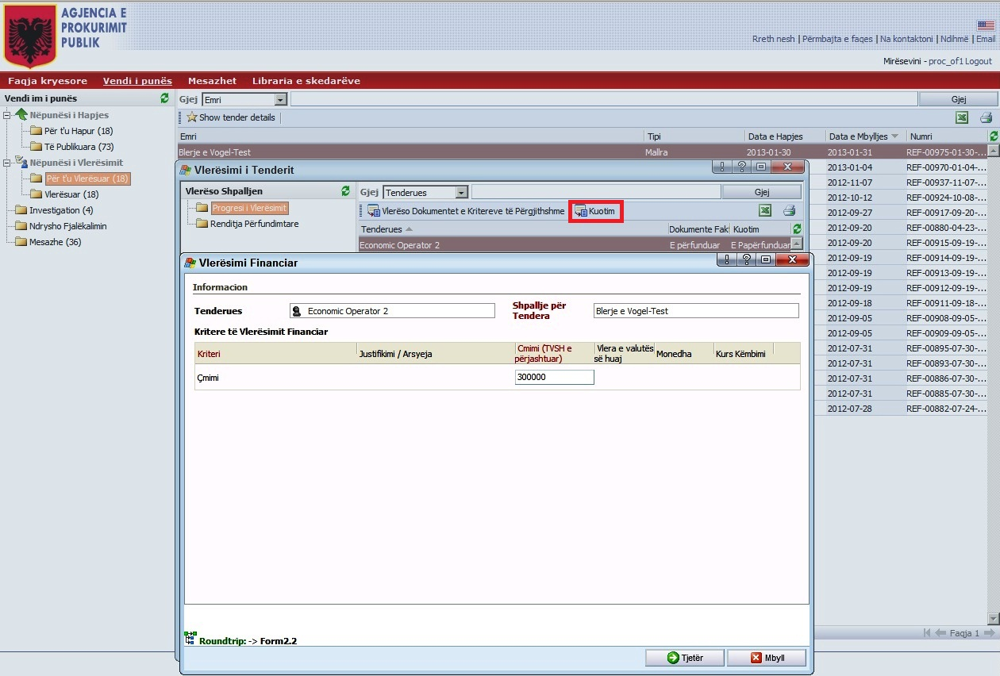 AGJENCIA E
PROKURIMIT
PUBLIK
Rreth nesh | Përmbajta e faqes | Na kontaktoni | Ndihmë | Email
Mirësevini - proc_of1 Logout
Faqja kryesore Vendi i punës Mesazhet Libraria e skedarëve
Vendi im i punës
Nëpunësi i Hapjes
Për t'u Hapur (18)
Të Publikuara (73)
Nëpunësi i Vlerësimit
Për t'u Vlerësuar (18)
Vlerësuar (18)
Investigation (4)
Ndrysho Fjalëkalimin
Mesazhe (36)
Gjej Emri Gjej
Show tender details
Emri Tipi Data e Hapjes Data e Mbylljes Numri
Blerje e Vogel-Test Mallra 2013-01-30 2013-01-31 REF-00975-01-30-...
2013-01-04 REF-00970-01-04-...
2012-11-07 REF-00937-11-07-...
2012-10-12 REF-00924-10-08-...
2012-09-27 REF-00917-09-20-...
2012-09-20 REF-00880-04-23-...
2012-09-20 REF-00915-09-19-...
2012-09-19 REF-00914-09-19-...
2012-09-19 REF-00913-09-19-...
2012-09-19 REF-00912-09-19-...
2012-09-18 REF-00911-09-18-...
2012-09-05 REF-00908-09-05-...
2012-09-05 REF-00909-09-05-...
2012-07-31 REF-00895-07-30-...
2012-07-31 REF-00893-07-30-...
2012-07-31 REF-00886-07-30-...
2012-07-31 REF-00885-07-30-...
2012-07-28 REF-00882-07-24-...
Faqja 1
Vlerësimi i Tenderit
Vlerëso Shpalljen
Progresi i Vlerësimit
Renditja Përfundimtare
Gjej Tenderues Gjej
Vlerëso Dokumentet e Kritereve të Përgjithshme Kuotim
Tenderues Dokumente Fakt Kuotim
Economic Operator 2 E përfunduar E Papërfunduar
Vlerësimi Financiar
Informacion
Tenderues Economic Operator 2
Shpallje për
Tendera
Blerje e Vogel-Test
Kritere të Vlerësimit Financiar
Kriteri Justifikimi / Arsyeja
Cmimi (TVSH e
përjashtuar)
Vlera e valutës
së huaj
Monedha Kurs Këmbimi
Çmimi 300000
Roundtrip: -> Form2.2
Tjetër Mbyll